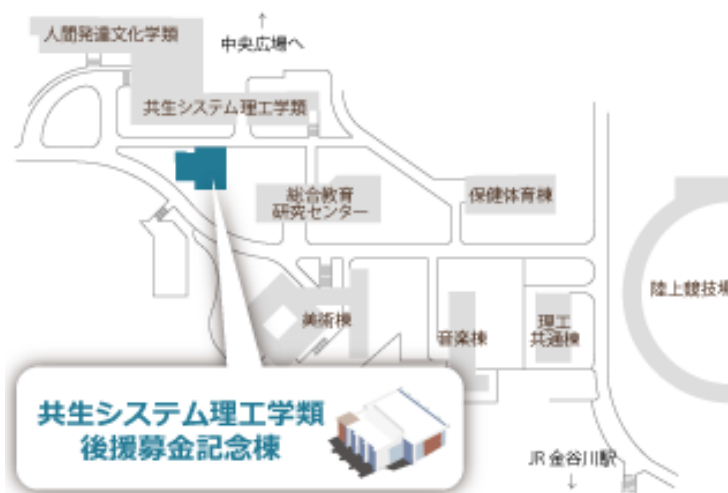 人間発達文化学類
中央広場へ
共生システム理工学類
総合教育
研究センター
保健体育棟
陸上競技場
美術棟
音楽棟
理工
共通棟
共生システム理工学類
後援募金記念棟
JR 金谷川駅